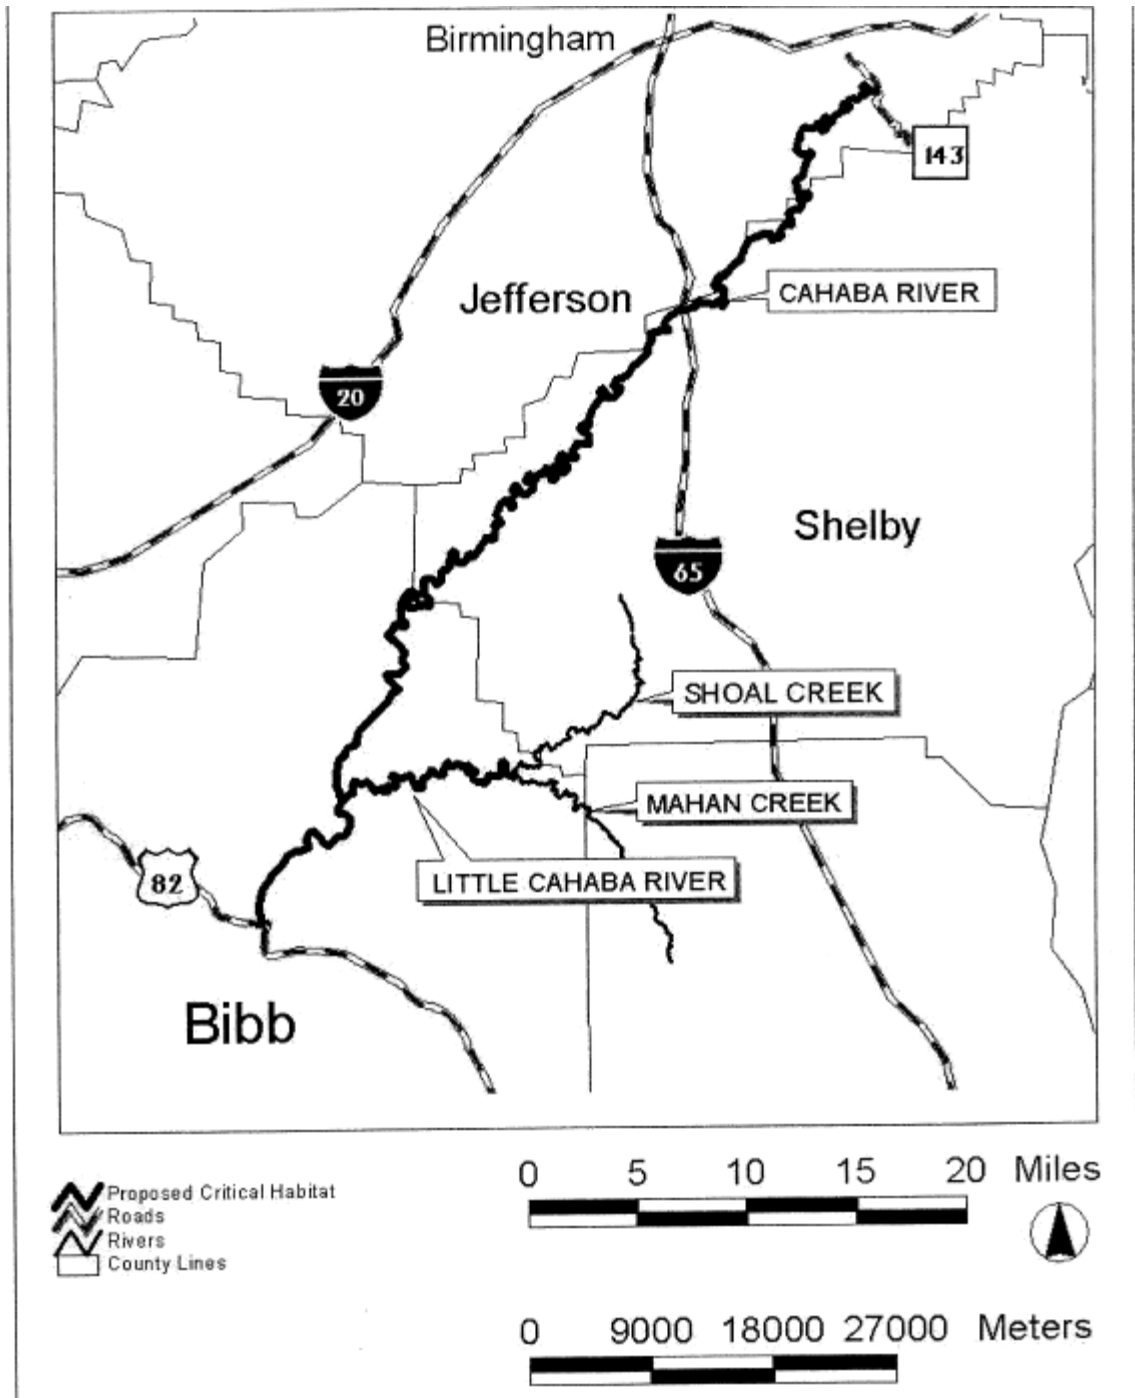 Birmingham
143
Jefferson
CAHABA RIVER
20
Shelby
65
SHOAL CREEK
MAHAN CREEK
82
LITTLE CAHABA RIVER
Bibb
0 5 10 15 20 Miles
Proposed Critical Habitat
Roads
Rivers
County Lines
0 9000 18000 27000 Meters